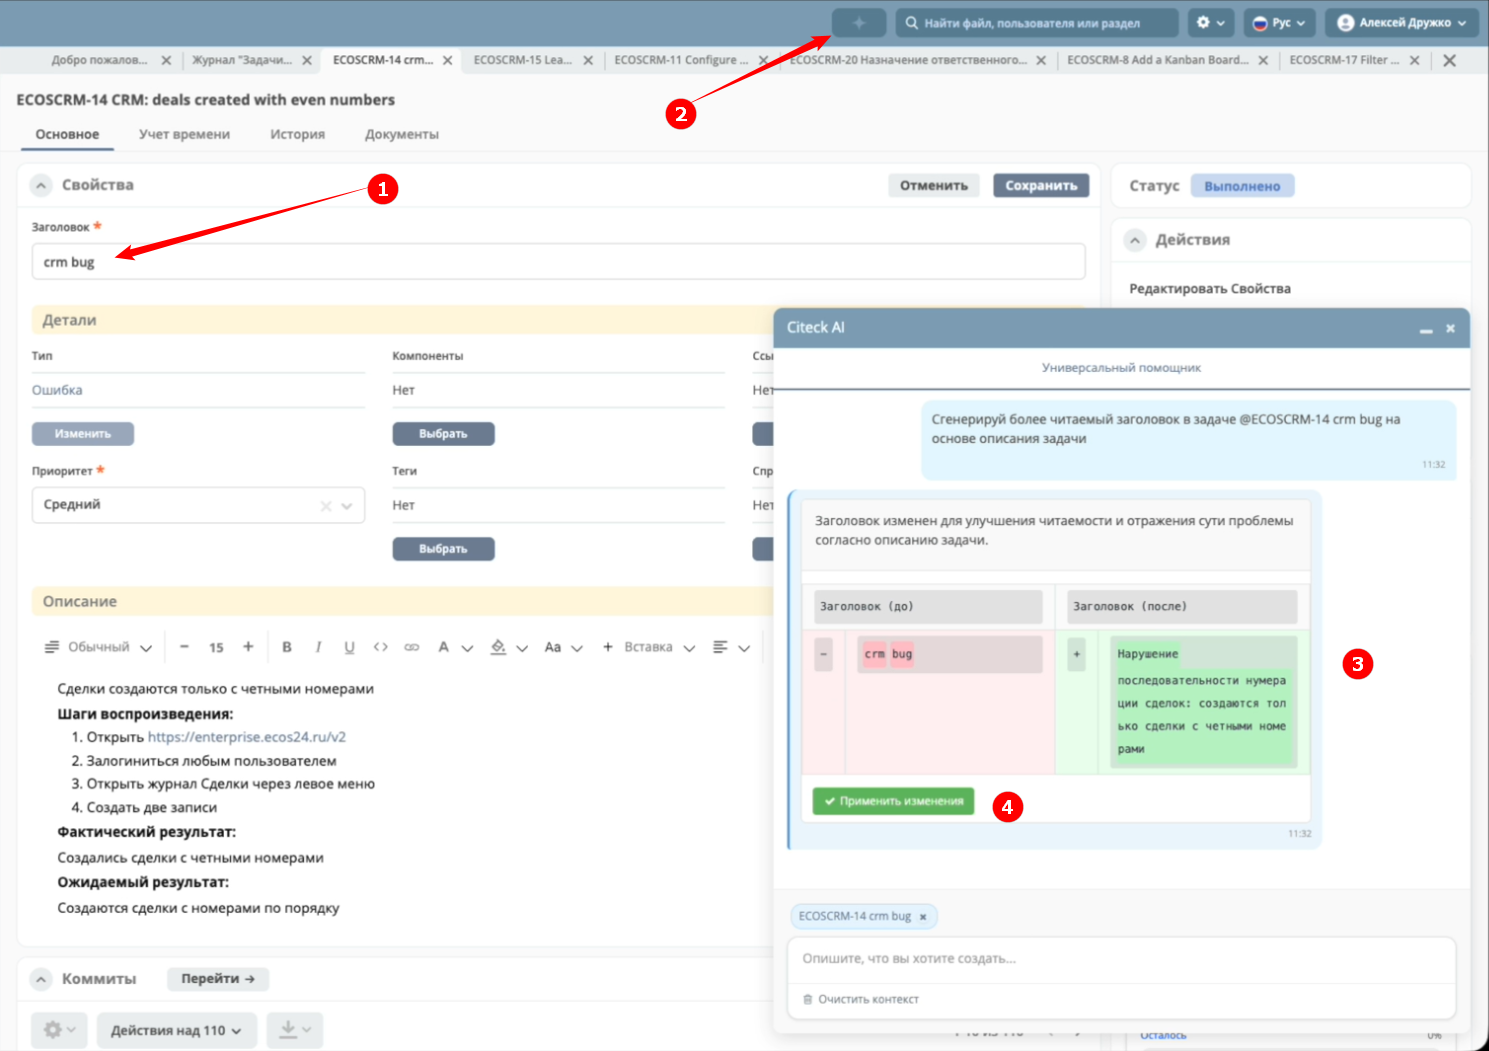 Найти файл, пользователя или раздел
Рус
Алексей Дружко
2
Добро пожалов...
Журнал "Задачи...
ECOSCRM-14 crm...
ECOSCRM-15 Lea...
ECOSCRM-11 Configure ...
ECOSCRM-20 Назначение ответственного...
ECOSCRM-8 Add a Kanban Board...
ECOSCRM-17 Filter ...
ECOSCRM-14 CRM: deals created with even numbers
Основное
Учет времени
История
Документы
Свойства
1
Отменить
Сохранить
Статус
Выполнено
Заголовок *
crm bug
Действия
Редактировать Свойства
Детали
Тип
Компоненты
Ссы
Ошибка
Нет
Нет
Изменить
Выбрать
Приоритет *
Теги
Спр
Средний
Нет
Нет
Выбрать
Описание
Обычный
15
B I U
A
Aa
+ Вставка
Сделки создаются только с четными номерами
Шаги воспроизведения:
1. Открыть https://enterprise.ecos24.ru/v2
2. Залогиниться любым пользователем
3. Открыть журнал Сделки через левое меню
4. Создать две записи
Фактический результат:
Создались сделки с четными номерами
Ожидаемый результат:
Создаются сделки с номерами по порядку
Коммиты
Перейти →
Действия над 110
Citeck AI
Универсальный помощник
Сгенерируй более читаемый заголовок в задаче @ECOSCRM-14 crm bug на
основе описания задачи
11:32
Заголовок изменен для улучшения читаемости и отражения сути проблемы
согласно описанию задачи.
Заголовок (до)
Заголовок (после)
-
crm bug
+
Нарушение
последовательности нумера
ции сделок: создаются тол
ько сделки с четными номе
рами
3
Применить изменения
4
11:32
ECOSCRM-14 crm bug
Опишите, что вы хотите создать...
Очистить контекст
Осталось
0%